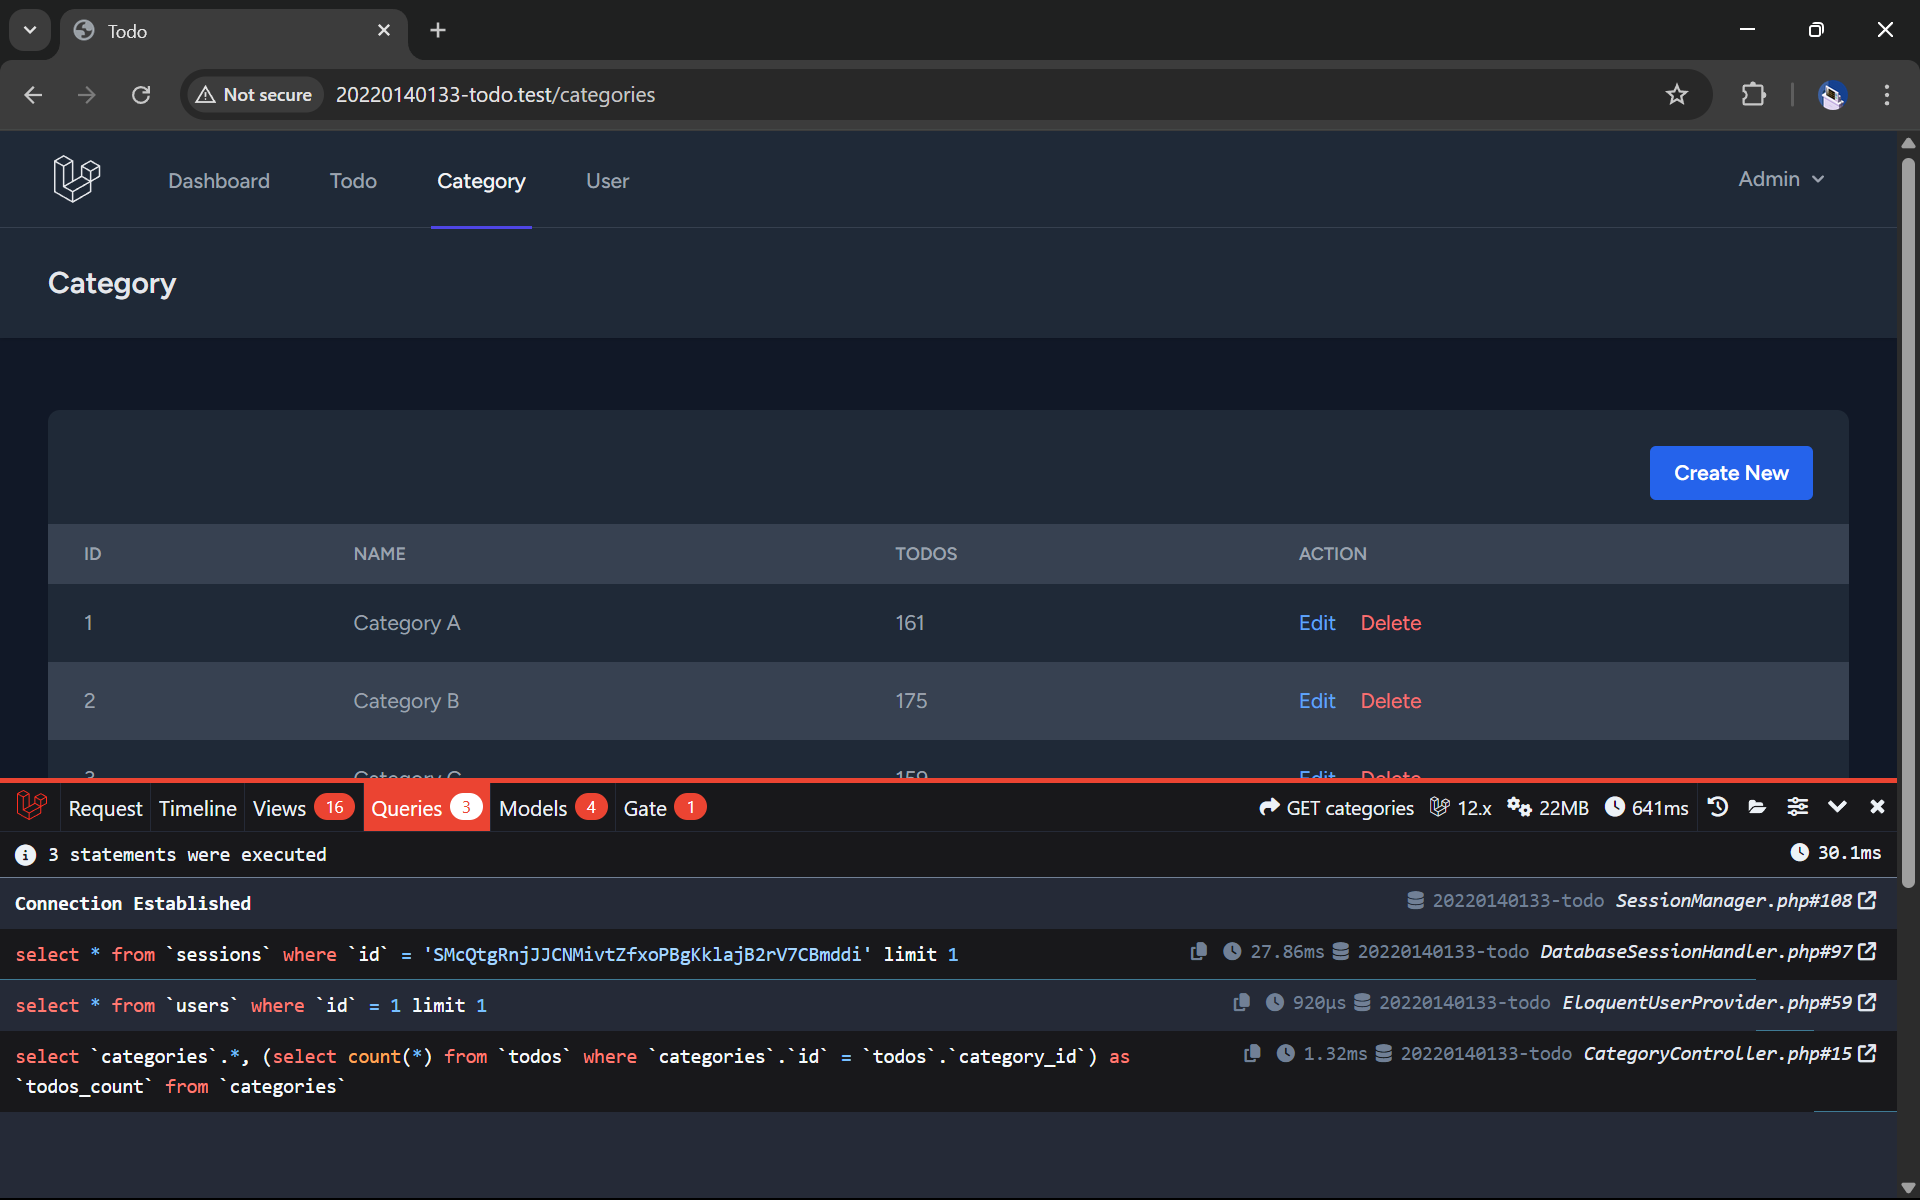 Todo
Not secure 20220140133-todo.test/categories
Dashboard Todo Category User Admin
Category
Create New
ID NAME TODOS ACTION
1 Category A 161 Edit Delete
2 Category B 175 Edit Delete
3 Category C 159 Edit Delete
Request Timeline Views 16 Queries 3 Models 4 Gate 1 GET categories 12.x 22MB 641ms
3 statements were executed 30.1ms
Connection Established 20220140133-todo SessionManager.php#108
select * from `sessions` where `id` = 'SMcQtgRnjJJCNMivtZfxoPBgKklajB2rV7CBmddi' limit 1 27.86ms 20220140133-todo DatabaseSessionHandler.php#97
select * from `users` where `id` = 1 limit 1 920μs 20220140133-todo EloquentUserProvider.php#59
select `categories`.*, (select count(*) from `todos` where `categories`.`id` = `todos`.`category_id`) as 1.32ms 20220140133-todo CategoryController.php#15
`todos_count` from `categories`